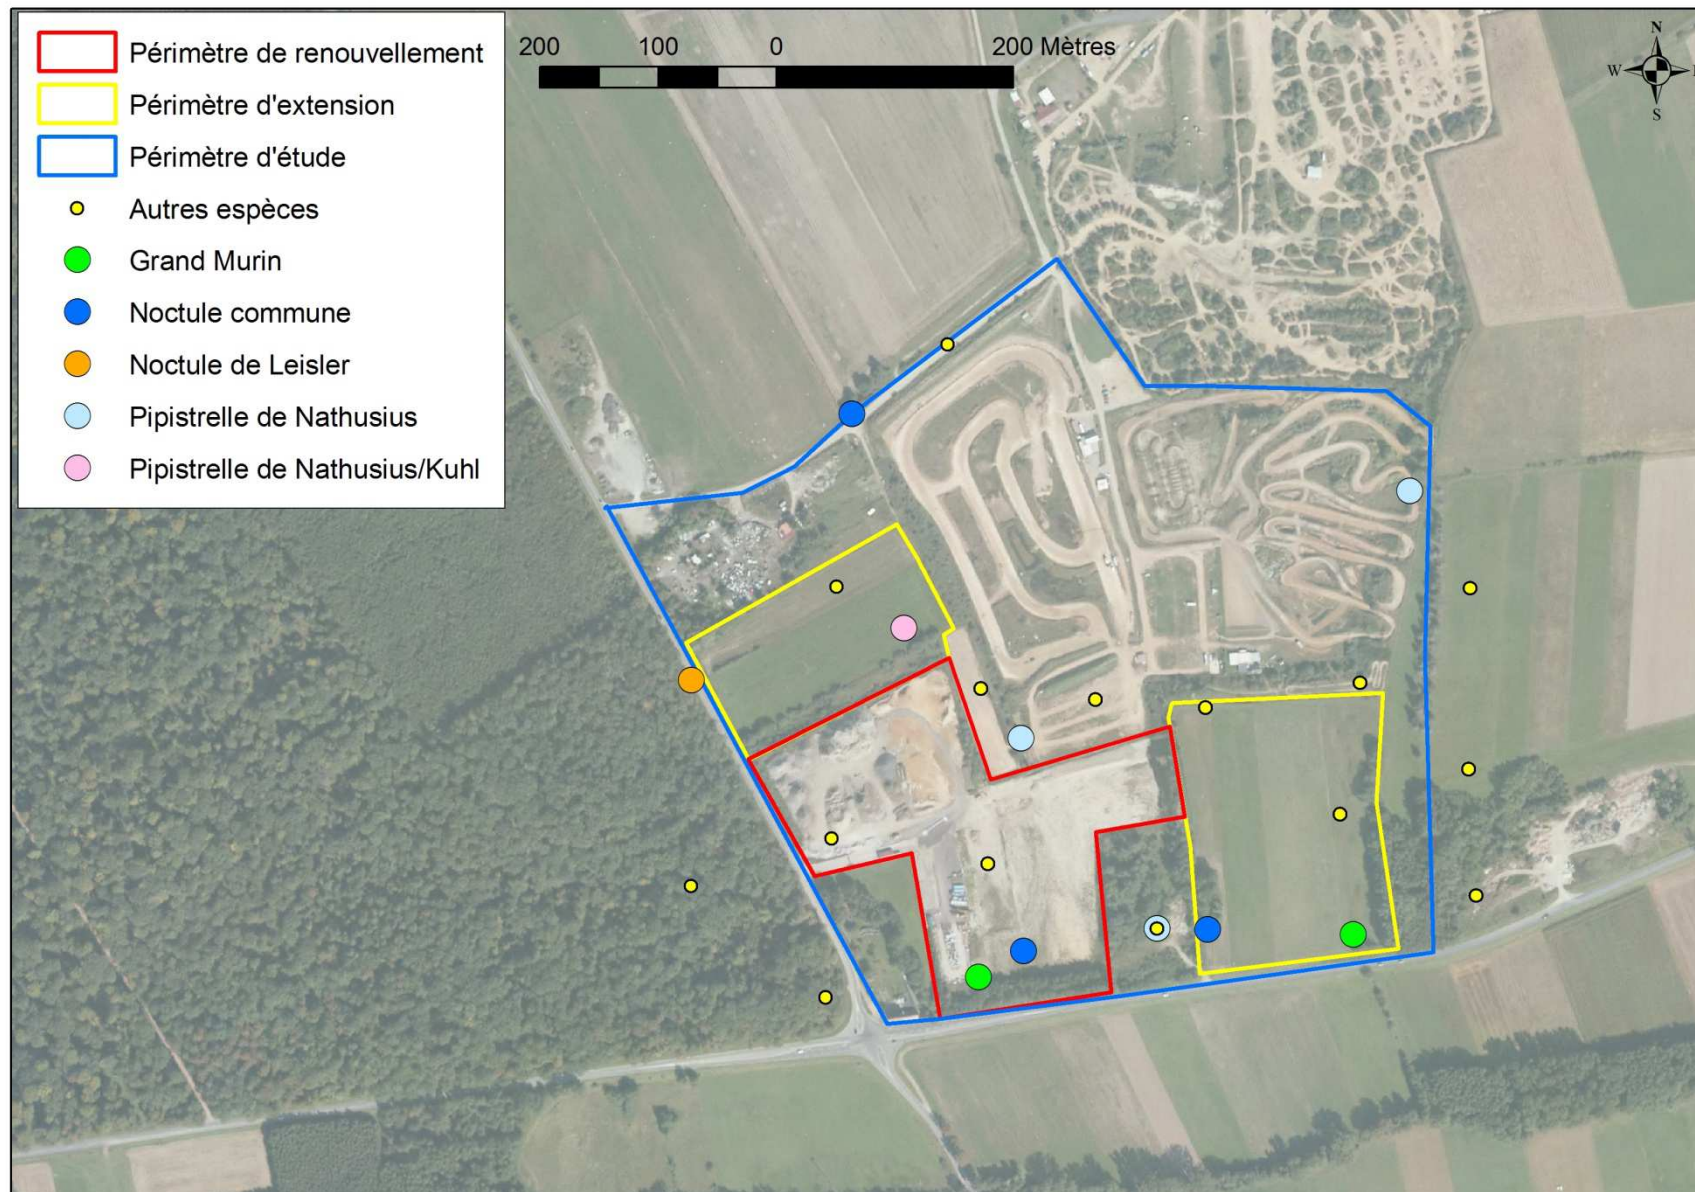 Périmètre de renouvellement
Périmètre d'extension
Périmètre d'étude
Autres espèces
Grand Murin
Noctule commune
Noctule de Leisler
Pipistrelle de Nathusius
Pipistrelle de Nathusius/Kuhl
200 100 0 200 Mètres
N
W
S